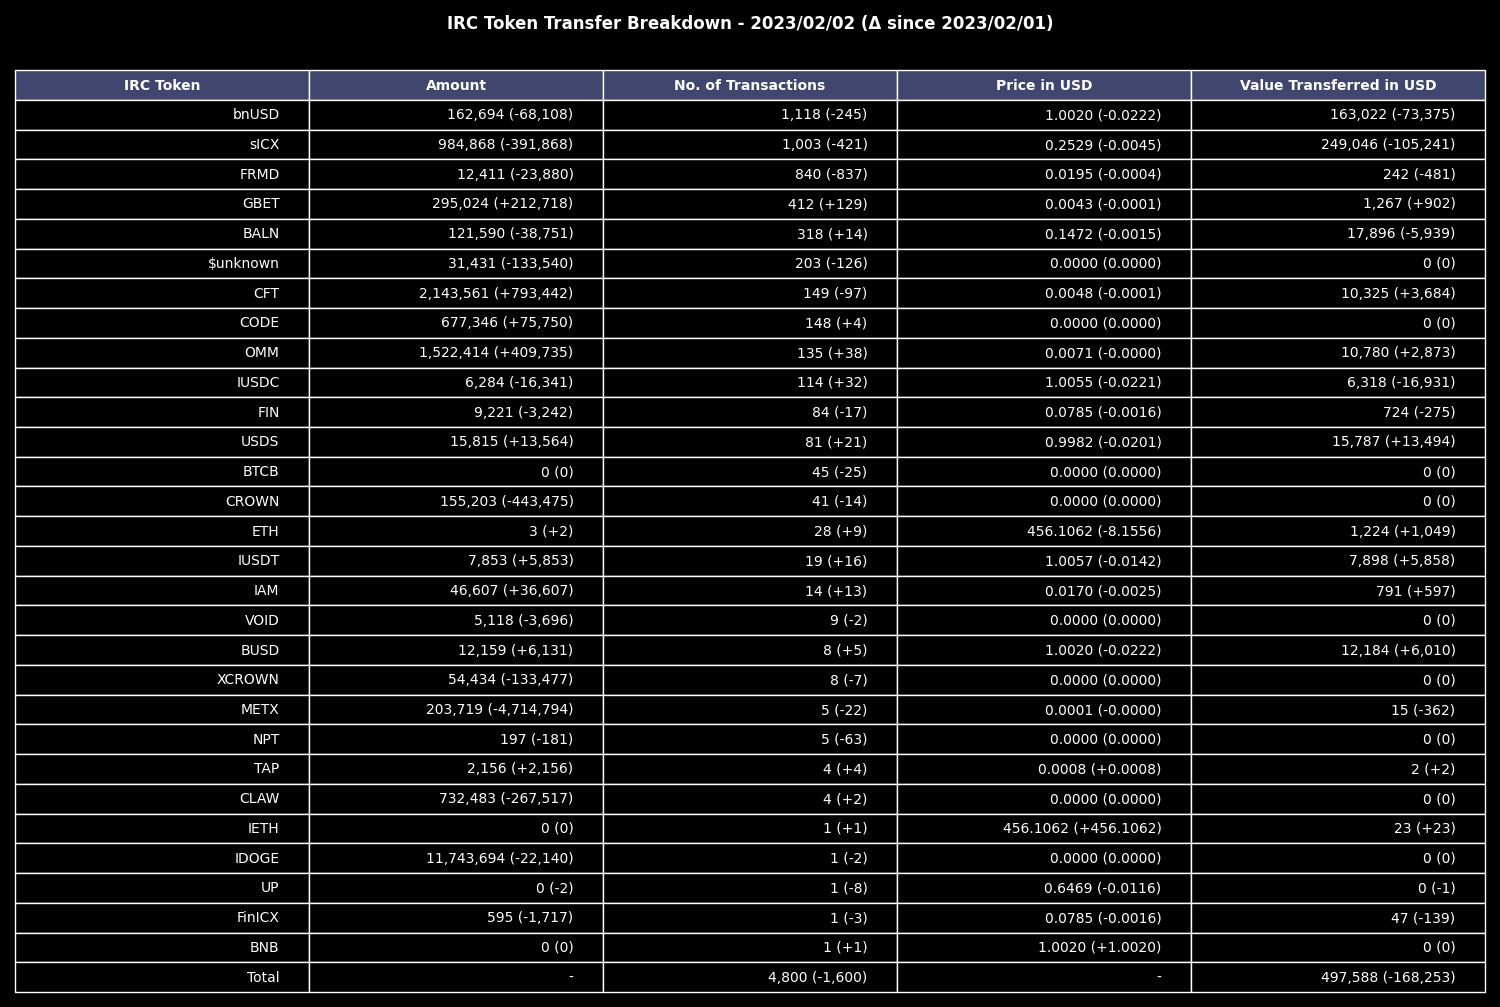 IRC Token Transfer Breakdown - 2023/02/02 (Δ since 2023/02/01)
IRC Token Amount No. of Transactions Price in USD Value Transferred in USD
bnUSD 162,694 (-68,108) 1,118 (-245) 1.0020 (-0.0222) 163,022 (-73,375)
sICX 984,868 (-391,868) 1,003 (-421) 0.2529 (-0.0045) 249,046 (-105,241)
FRMD 12,411 (-23,880) 840 (-837) 0.0195 (-0.0004) 242 (-481)
GBET 295,024 (+212,718) 412 (+129) 0.0043 (-0.0001) 1,267 (+902)
BALN 121,590 (-38,751) 318 (+14) 0.1472 (-0.0015) 17,896 (-5,939)
$unknown 31,431 (-133,540) 203 (-126) 0.0000 (0.0000) 0 (0)
CFT 2,143,561 (+793,442) 149 (-97) 0.0048 (-0.0001) 10,325 (+3,684)
CODE 677,346 (+75,750) 148 (+4) 0.0000 (0.0000) 0 (0)
OMM 1,522,414 (+409,735) 135 (+38) 0.0071 (-0.0000) 10,780 (+2,873)
IUSDC 6,284 (-16,341) 114 (+32) 1.0055 (-0.0221) 6,318 (-16,931)
FIN 9,221 (-3,242) 84 (-17) 0.0785 (-0.0016) 724 (-275)
USDS 15,815 (+13,564) 81 (+21) 0.9982 (-0.0201) 15,787 (+13,494)
BTCB 0 (0) 45 (-25) 0.0000 (0.0000) 0 (0)
CROWN 155,203 (-443,475) 41 (-14) 0.0000 (0.0000) 0 (0)
ETH 3 (+2) 28 (+9) 456.1062 (-8.1556) 1,224 (+1,049)
IUSDT 7,853 (+5,853) 19 (+16) 1.0057 (-0.0142) 7,898 (+5,858)
IAM 46,607 (+36,607) 14 (+13) 0.0170 (-0.0025) 791 (+597)
VOID 5,118 (-3,696) 9 (-2) 0.0000 (0.0000) 0 (0)
BUSD 12,159 (+6,131) 8 (+5) 1.0020 (-0.0222) 12,184 (+6,010)
XCROWN 54,434 (-133,477) 8 (-7) 0.0000 (0.0000) 0 (0)
METX 203,719 (-4,714,794) 5 (-22) 0.0001 (-0.0000) 15 (-362)
NPT 197 (-181) 5 (-63) 0.0000 (0.0000) 0 (0)
TAP 2,156 (+2,156) 4 (+4) 0.0008 (+0.0008) 2 (+2)
CLAW 732,483 (-267,517) 4 (+2) 0.0000 (0.0000) 0 (0)
IETH 0 (0) 1 (+1) 456.1062 (+456.1062) 23 (+23)
IDOGE 11,743,694 (-22,140) 1 (-2) 0.0000 (0.0000) 0 (0)
UP 0 (-2) 1 (-8) 0.6469 (-0.0116) 0 (-1)
FinICX 595 (-1,717) 1 (-3) 0.0785 (-0.0016) 47 (-139)
BNB 0 (0) 1 (+1) 1.0020 (+1.0020) 0 (0)
Total - 4,800 (-1,600) - 497,588 (-168,253)